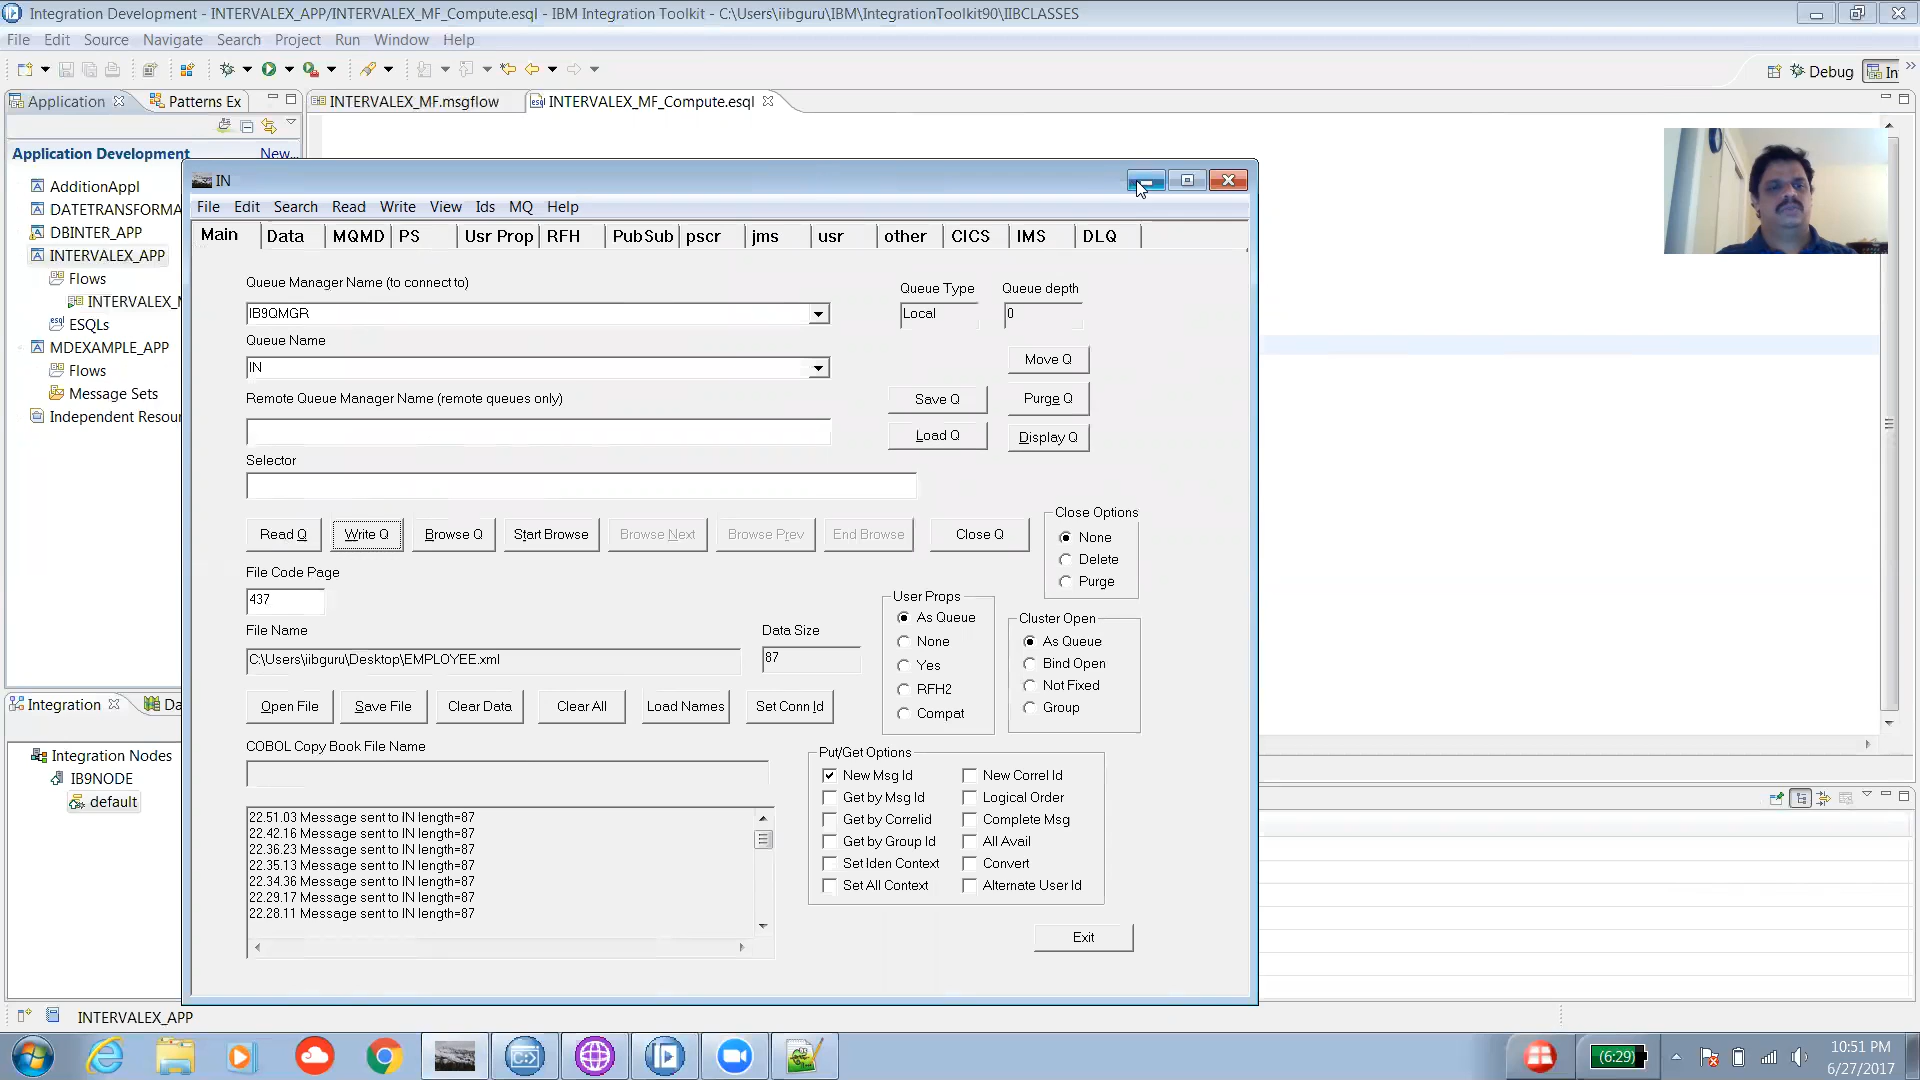 Integration Development - INTERVALEX_APP/INTERVALEX_MF_Compute.esql - IBM Integration Toolkit - C:\Users\iibguru\IBM\IntegrationToolkit90\IIBCLASSES
File Edit Source Navigate Search Project Run Window Help
Debug In
Application Patterns Ex INTERVALEX_MF.msgflow INTERVALEX_MF_Compute.esql
Application Development New...
AdditionAppl
DATETRANSFORMA
DBINTER_APP
INTERVALEX_APP
Flows
INTERVALEX_M
ESQLs
MDEXAMPLE_APP
Flows
Message Sets
Independent Resour
Integration Da
Integration Nodes
IB9NODE
default
INTERVALEX_APP
IN
File Edit Search Read Write View Ids MQ Help
Main Data MQMD PS Usr Prop RFH PubSub pscr jms usr other CICS IMS DLQ
Queue Manager Name (to connect to)
IB9QMGR
Queue Type Queue depth
Local 0
Queue Name
IN
Move Q
Remote Queue Manager Name (remote queues only)
Save Q Purge Q
Load Q Display Q
Selector
Read Q Write Q Browse Q Start Browse Browse Next Browse Prev End Browse Close Q
Close Options
None
Delete
Purge
File Code Page
437
User Props
As Queue
None
Yes
RFH2
Compat
Cluster Open
As Queue
Bind Open
Not Fixed
Group
File Name Data Size
C:\Users\iibguru\Desktop\EMPLOYEE.xml 87
Open File Save File Clear Data Clear All Load Names Set Conn Id
COBOL Copy Book File Name
Put/Get Options
New Msg Id New Correl Id
Get by Msg Id Logical Order
Get by Correlid Complete Msg
Get by Group Id All Avail
Set Iden Context Convert
Set All Context Alternate User Id
22.51.03 Message sent to IN length=87
22.42.16 Message sent to IN length=87
22.36.23 Message sent to IN length=87
22.35.13 Message sent to IN length=87
22.34.36 Message sent to IN length=87
22.29.17 Message sent to IN length=87
22.28.11 Message sent to IN length=87
Exit
(6:29)
10:51 PM
6/27/2017